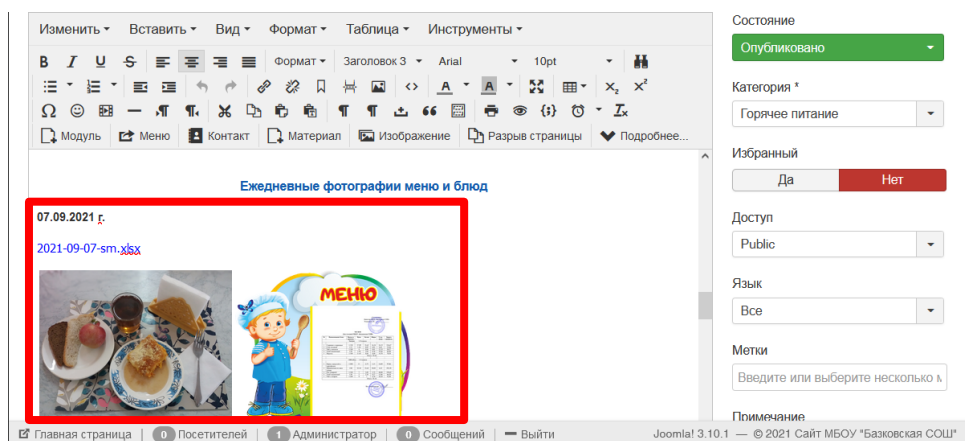 Изменить Вставить Вид Формат Таблица Инструменты
Формат Заголовок 3 Arial 10pt
Модуль Меню Контакт Материал Изображение Разрыв страницы Подробнее...
Ежедневные фотографии меню и блюд
07.09.2021 г.
2021-09-07-sm.xlsx
МЕНЮ
Состояние
Опубликовано
Категория *
Горячее питание
Избранный
Да Нет
Доступ
Public
Язык
Все
Метки
Введите или выберите несколько м
Примечание
Главная страница 0 Посетителей 1 Администратор 0 Сообщений Выйти Joomla! 3.10.1 — © 2021 Сайт МБОУ "Базковская СОШ"